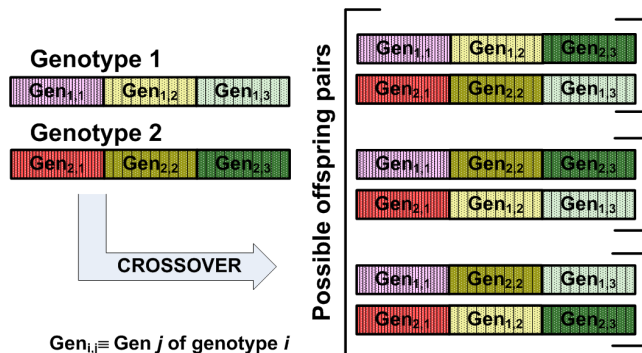 Genotype 1
Gen1,1 Gen1,2 Gen1,3
Genotype 2
Gen2,1 Gen2,2 Gen2,3
CROSSOVER
Geni,j≡ Gen j of genotype i
Possible offspring pairs
Gen1,1 Gen1,2 Gen2,3
Gen2,1 Gen2,2 Gen1,3
Gen1,1 Gen2,2 Gen2,3
Gen2,1 Gen1,2 Gen1,3
Gen1,1 Gen2,2 Gen1,3
Gen2,1 Gen1,2 Gen2,3